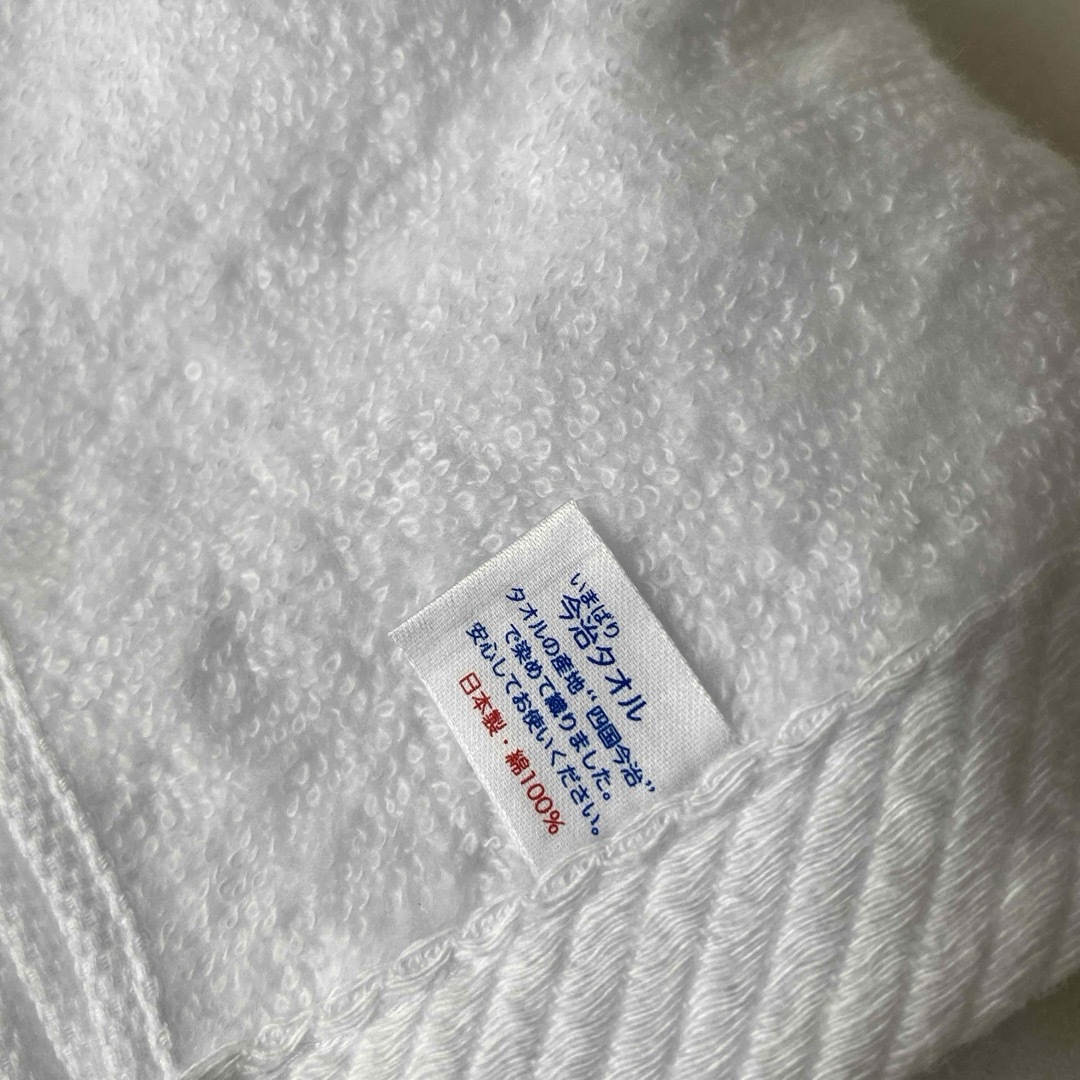 いまばり
今治タオル
タオルの産地“四国今治”
で染めて織りました。
安心してお使いください。
日本製・綿100%